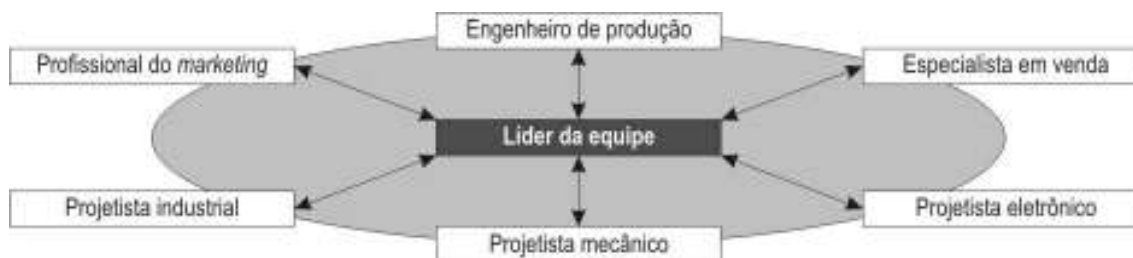 Engenheiro de produção
Profissional do marketing
Especialista em venda
Líder da equipe
Projetista industrial
Projetista eletrônico
Projetista mecânico